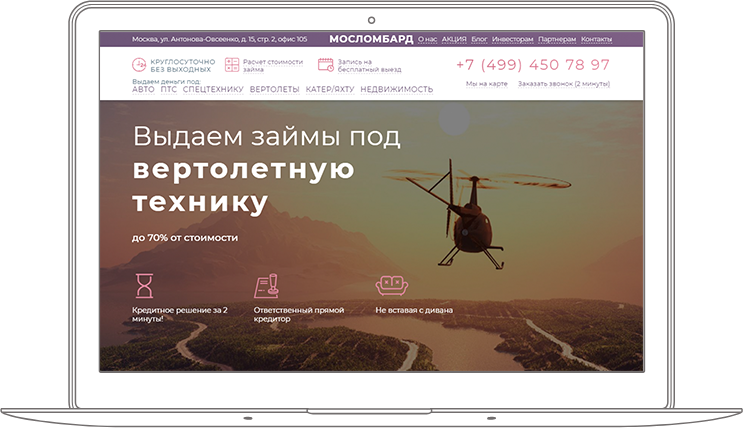 Москва, ул. Антонова-Овсеенко, д. 15, стр. 2, офис 105 МОСЛОМБАРД О нас АКЦИЯ Блог Инвесторам Партнерам Контакты
КРУГЛОСУТОЧНО
БЕЗ ВЫХОДНЫХ
Расчет стоимости
займа
Запись на
бесплатный выезд
+7 (499) 450 78 97
Выдаем деньги под:
АВТО ПТС СПЕЦТЕХНИКУ ВЕРТОЛЕТЫ КАТЕР/ЯХТУ НЕДВИЖИМОСТЬ
Мы на карте Заказать звонок (2 минуты)
Выдаем займы под
вертолетную
технику
до 70% от стоимости
Кредитное решение за 2
минуты!
Ответственный прямой
кредитор
Не вставая с дивана